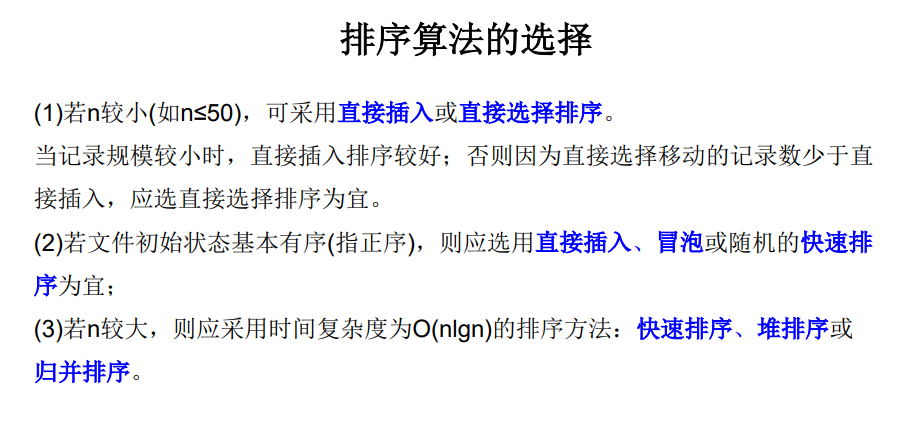 排序算法的选择
(1)若n较小(如n≤50)，可采用直接插入或直接选择排序。
当记录规模较小时，直接插入排序较好；否则因为直接选择移动的记录数少于直
接插入，应选直接选择排序为宜。
(2)若文件初始状态基本有序(指正序)，则应选用直接插入、冒泡或随机的快速排
序为宜；
(3)若n较大，则应采用时间复杂度为O(nlgn)的排序方法：快速排序、堆排序或
归并排序。